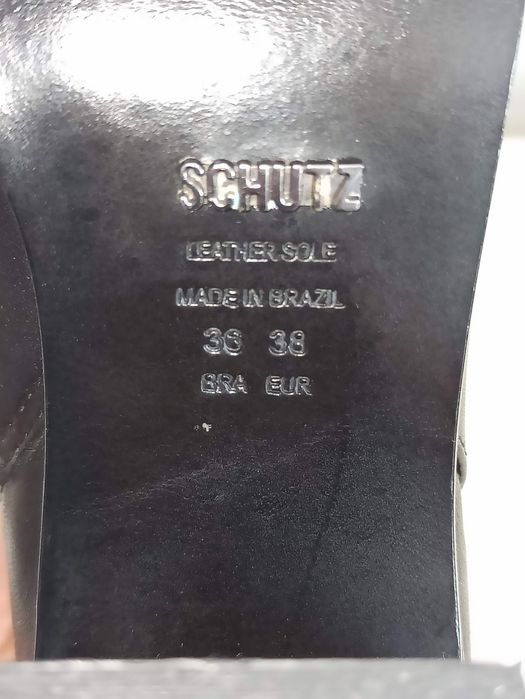 SCHUTZ
LEATHER SOLE
MADE IN BRAZIL
36 38
BRA EUR